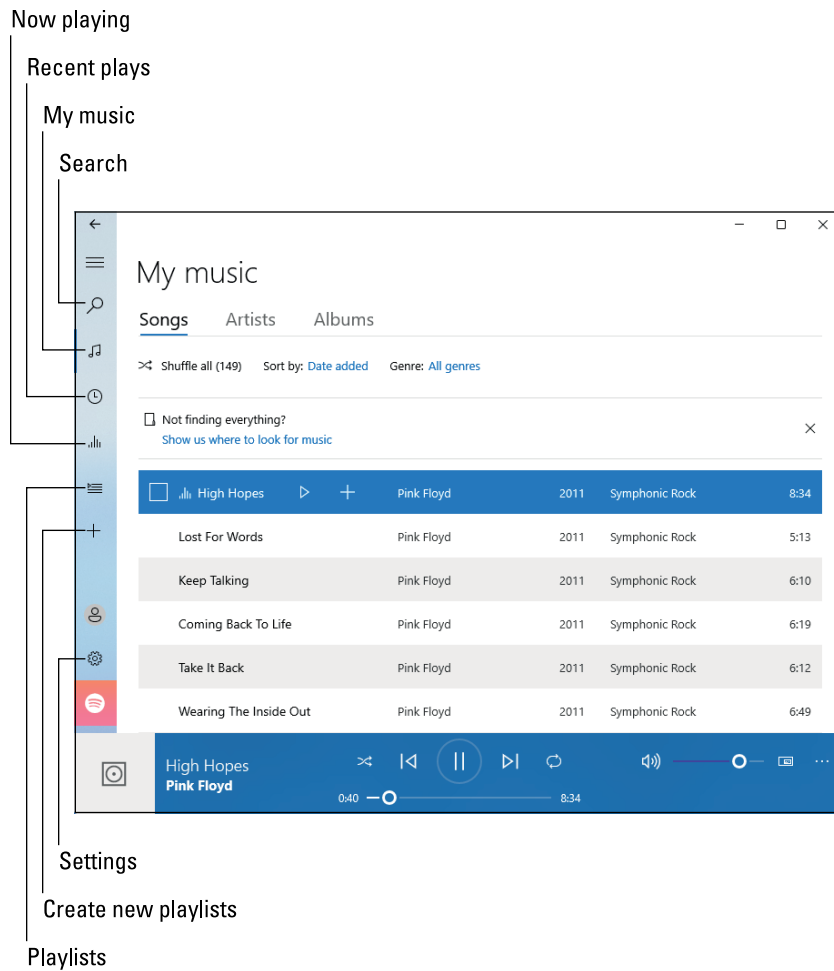 Now playing
Recent plays
My music
Search
My music
Songs Artists Albums
Shuffle all (149) Sort by: Date added Genre: All genres
Not finding everything?
Show us where to look for music
High Hopes Pink Floyd 2011 Symphonic Rock 8:34
Lost For Words Pink Floyd 2011 Symphonic Rock 5:13
Keep Talking Pink Floyd 2011 Symphonic Rock 6:10
Coming Back To Life Pink Floyd 2011 Symphonic Rock 6:19
Take It Back Pink Floyd 2011 Symphonic Rock 6:12
Wearing The Inside Out Pink Floyd 2011 Symphonic Rock 6:49
High Hopes
Pink Floyd
0:40 8:34
Settings
Create new playlists
Playlists